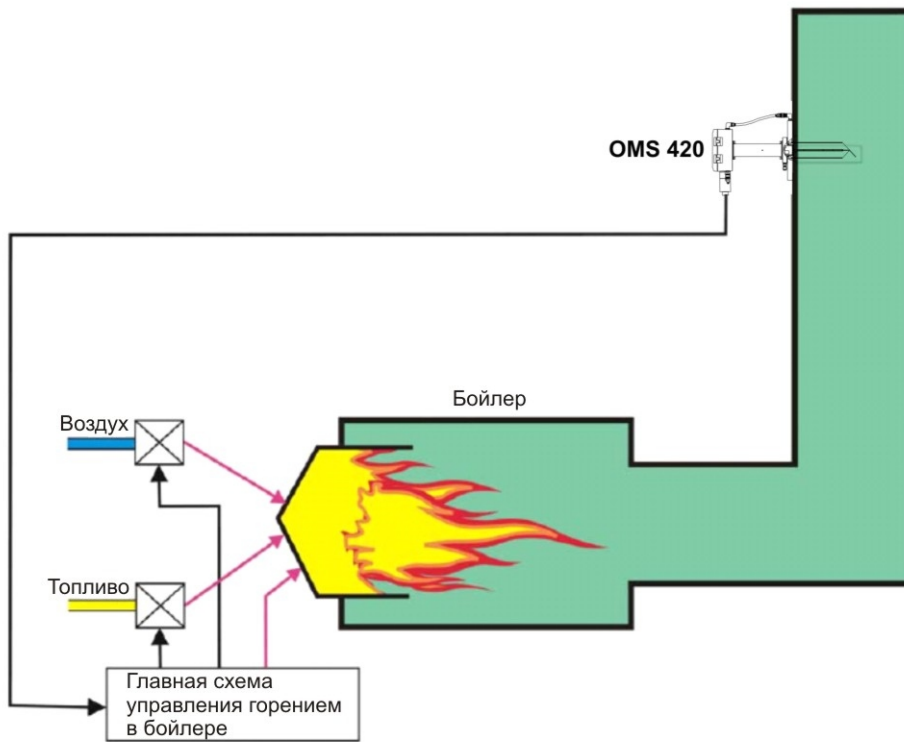 OMS 420
Бойлер
Воздух
Топливо
Главная схема
управления горением
в бойлере